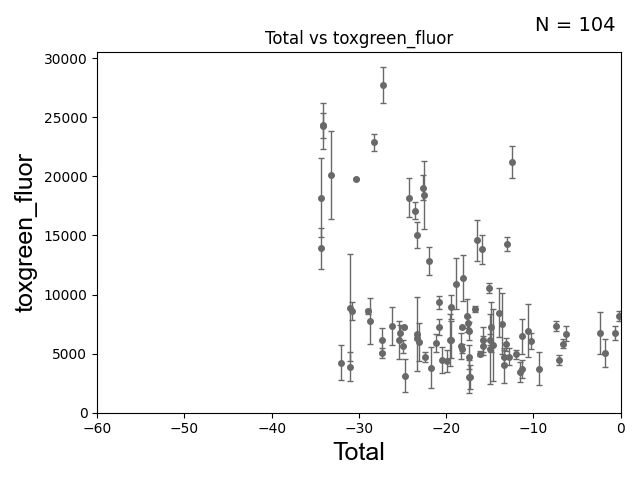 N = 104
Total vs toxgreen_fluor
30000
25000
20000
15000
10000
5000
0
toxgreen_fluor
−60 −50 −40 −30 −20 −10 0
Total